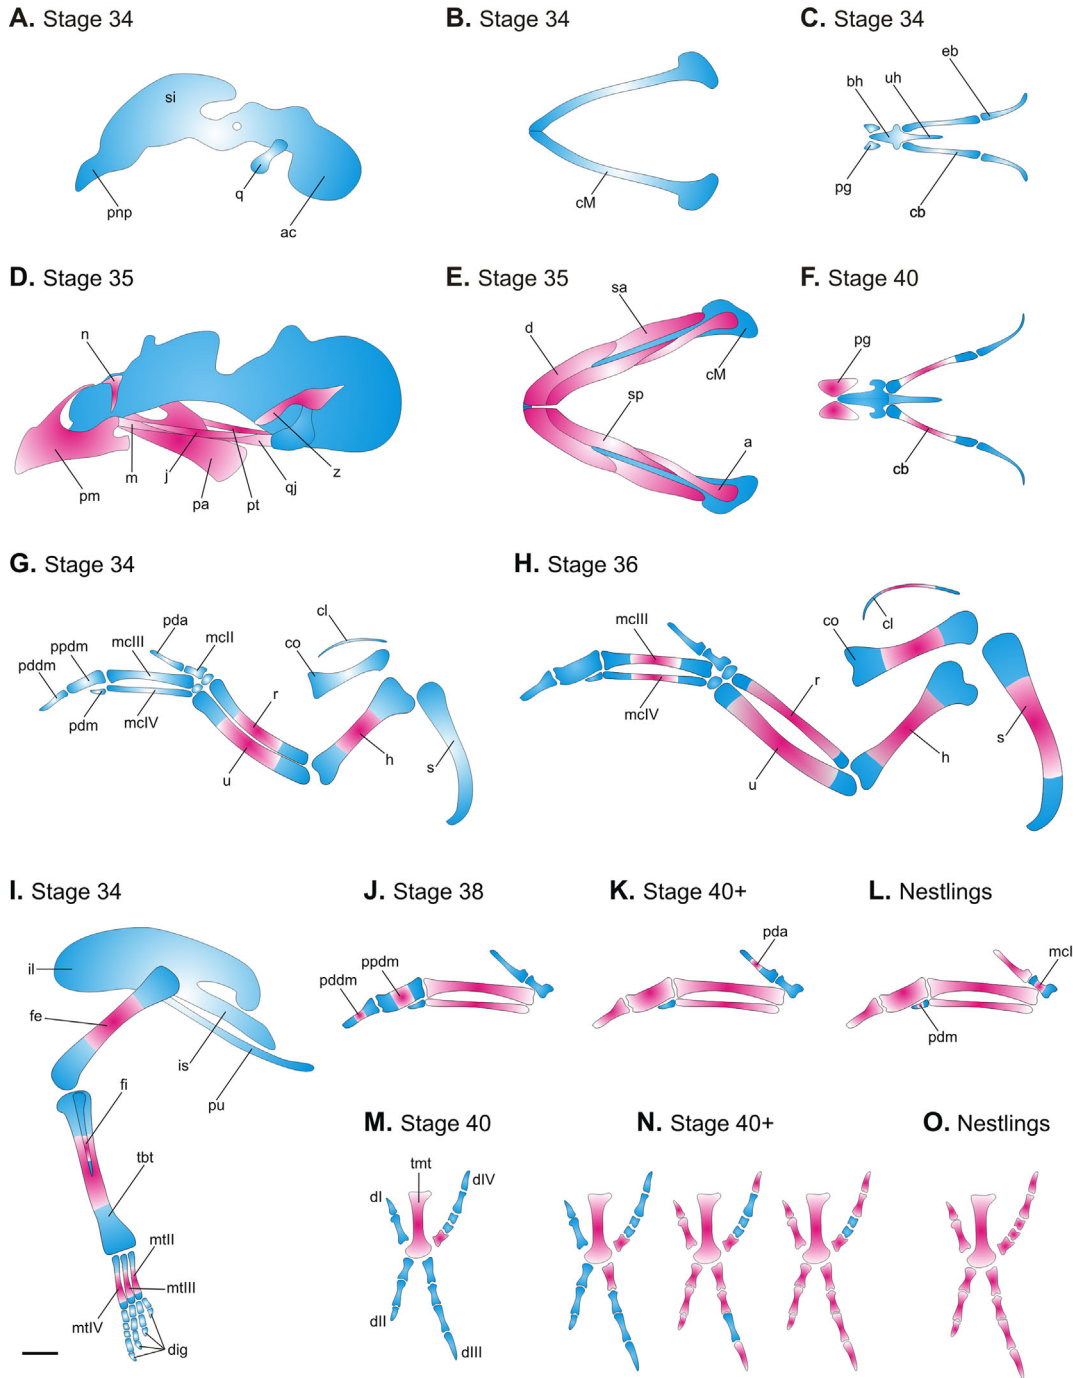 A. Stage 34
si
pnp
q
ac
B. Stage 34
cM
C. Stage 34
eb
bh
uh
pg
cb
D. Stage 35
n
pm
m
j
pa
pt
qj
z
E. Stage 35
sa
d
cM
sp
a
F. Stage 40
pg
cb
G. Stage 34
cl
pda
mcII
mcIII
co
ppdm
pddm
pdm
mcIV
r
u
h
s
H. Stage 36
cl
mcIII
co
mcIV
r
u
h
s
I. Stage 34
il
fe
is
pu
fi
tbt
mtII
mtIII
mtIV
dig
J. Stage 38
ppdm
pddm
K. Stage 40+
pda
L. Nestlings
mcI
pdm
M. Stage 40
tmt
dI
dIV
dII
dIII
N. Stage 40+
O. Nestlings